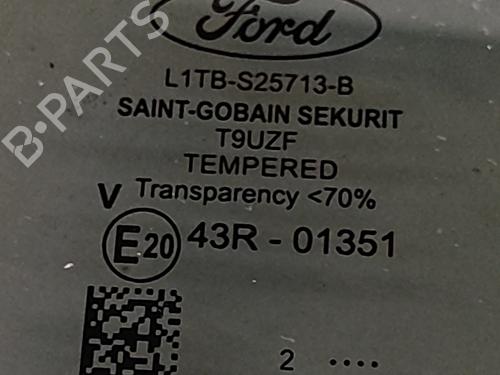 Ford
L1TB-S25713-B
SAINT-GOBAIN SEKURIT
T9UZF
TEMPERED
V Transparency <70%
E20 43R - 01351
2 ....
B-PARTS